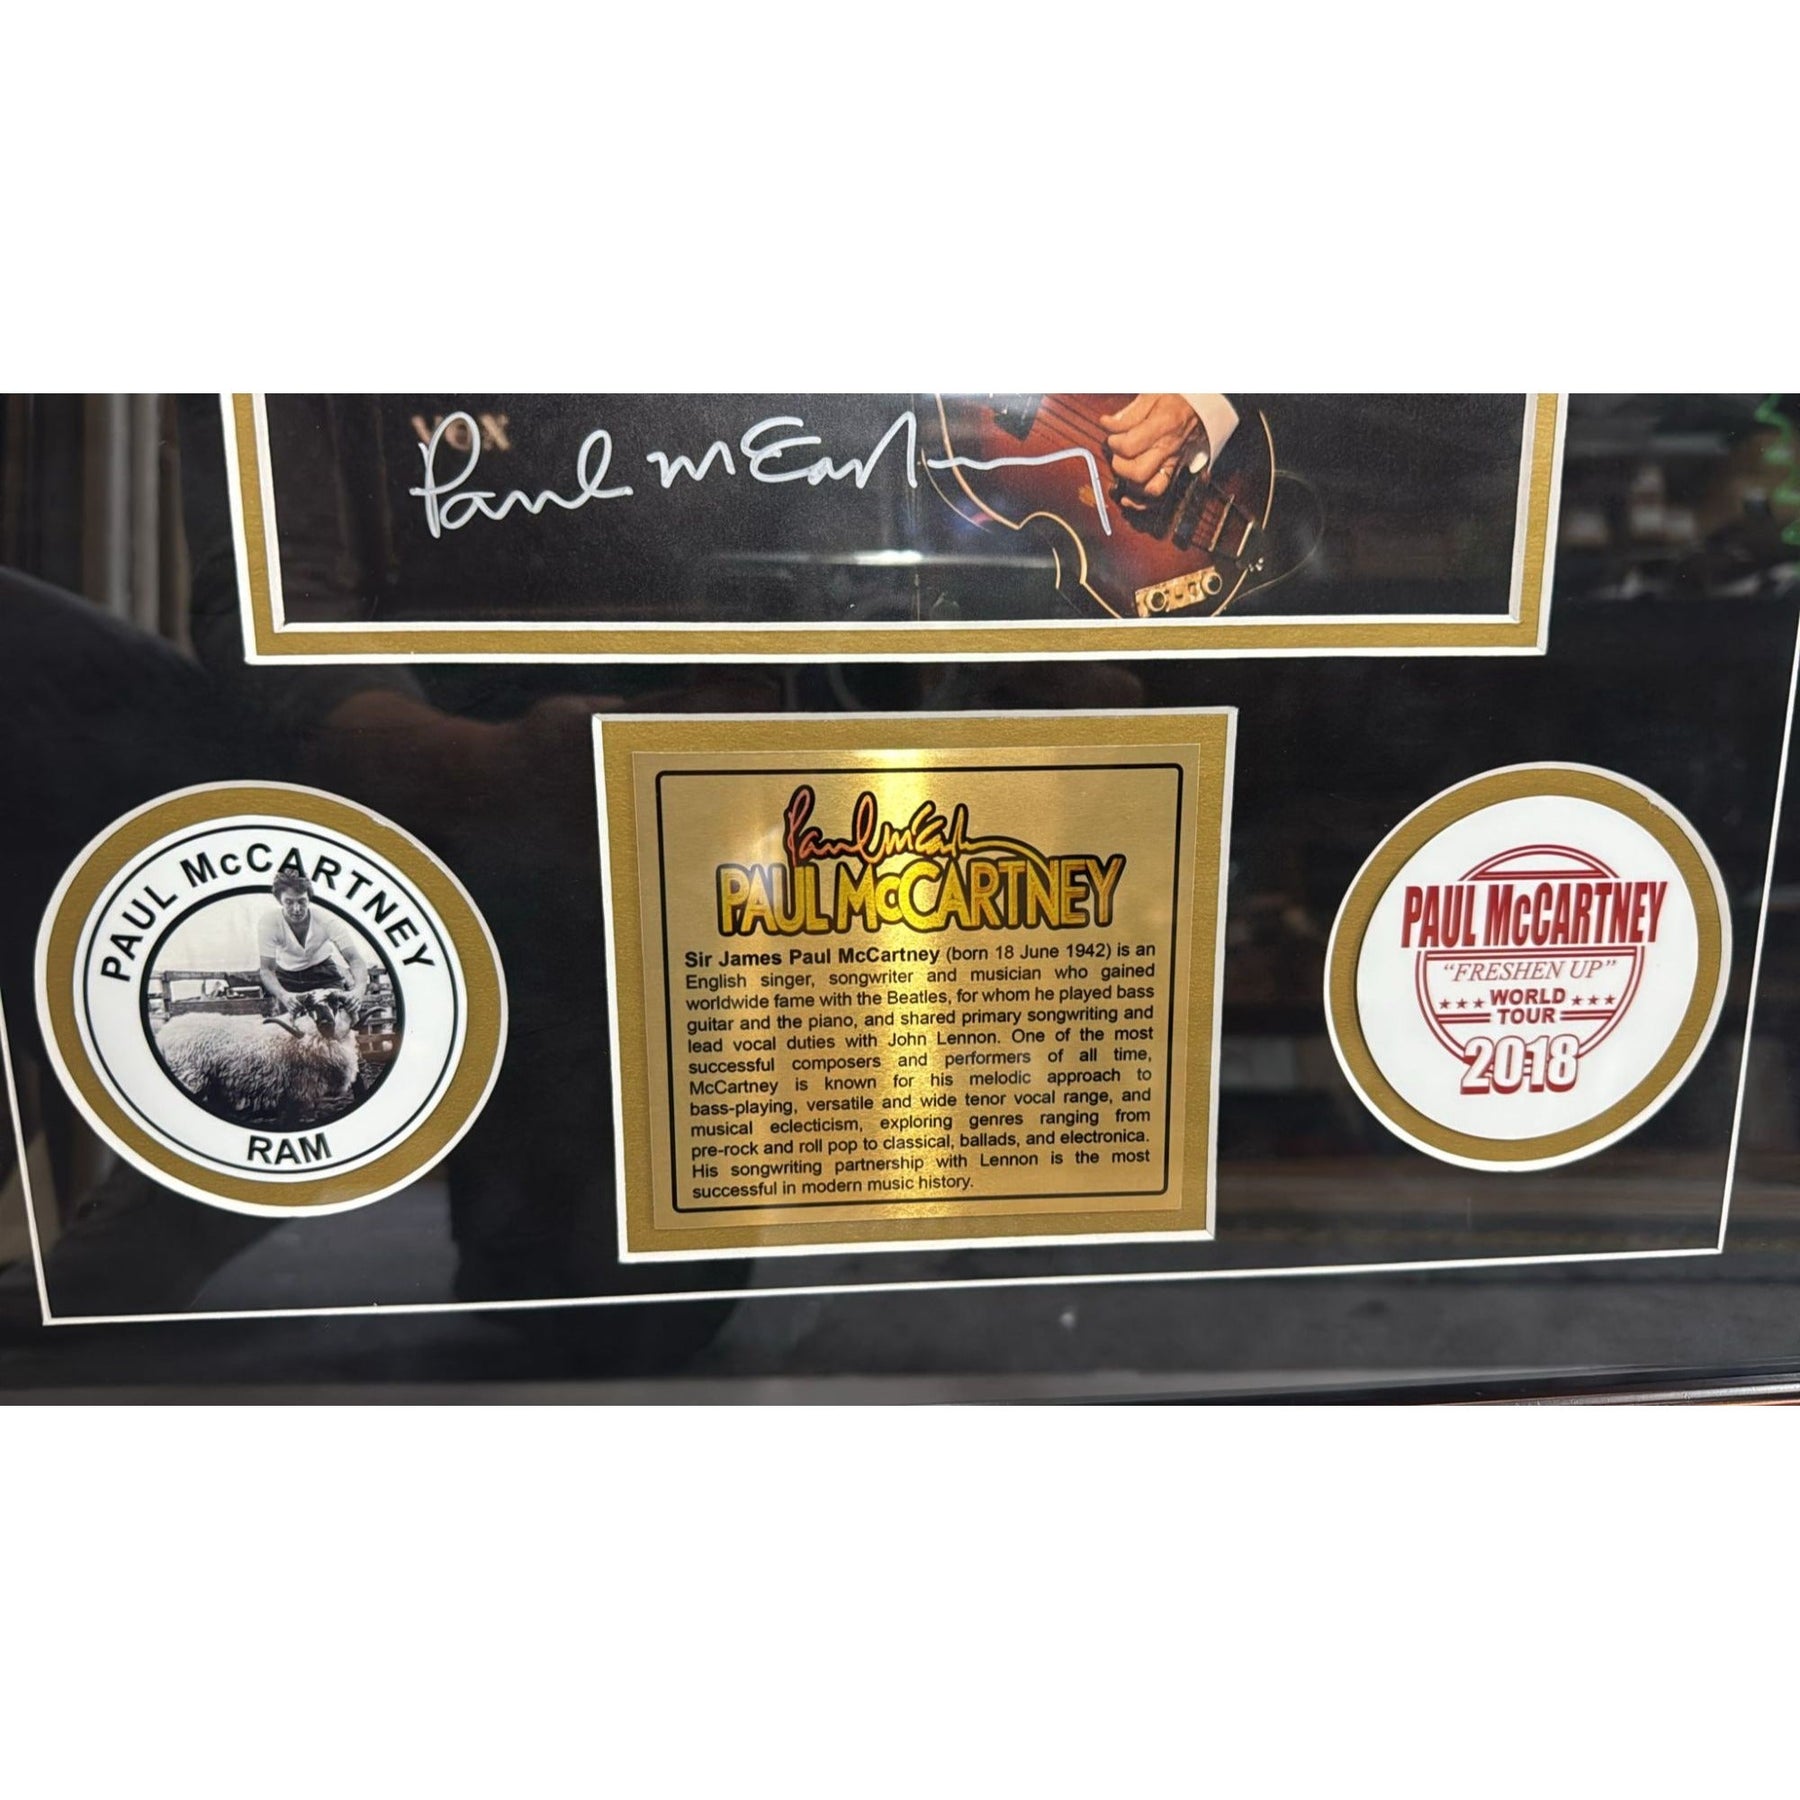 VOX
Paul McCartney
PAUL McCARTNEY
RAM
Paul McCartney
PAUL McCARTNEY
Sir James Paul McCartney (born 18 June 1942) is an
English singer, songwriter and musician who gained
worldwide fame with the Beatles, for whom he played bass
guitar and the piano, and shared primary songwriting and
lead vocal duties with John Lennon. One of the most
successful composers and performers of all time,
McCartney is known for his melodic approach to
bass-playing, versatile and wide tenor vocal range, and
musical eclecticism, exploring genres ranging from
pre-rock and roll pop to classical, ballads, and electronica.
His songwriting partnership with Lennon is the most
successful in modern music history.
PAUL McCARTNEY
"FRESHEN UP"
WORLD
TOUR
2018